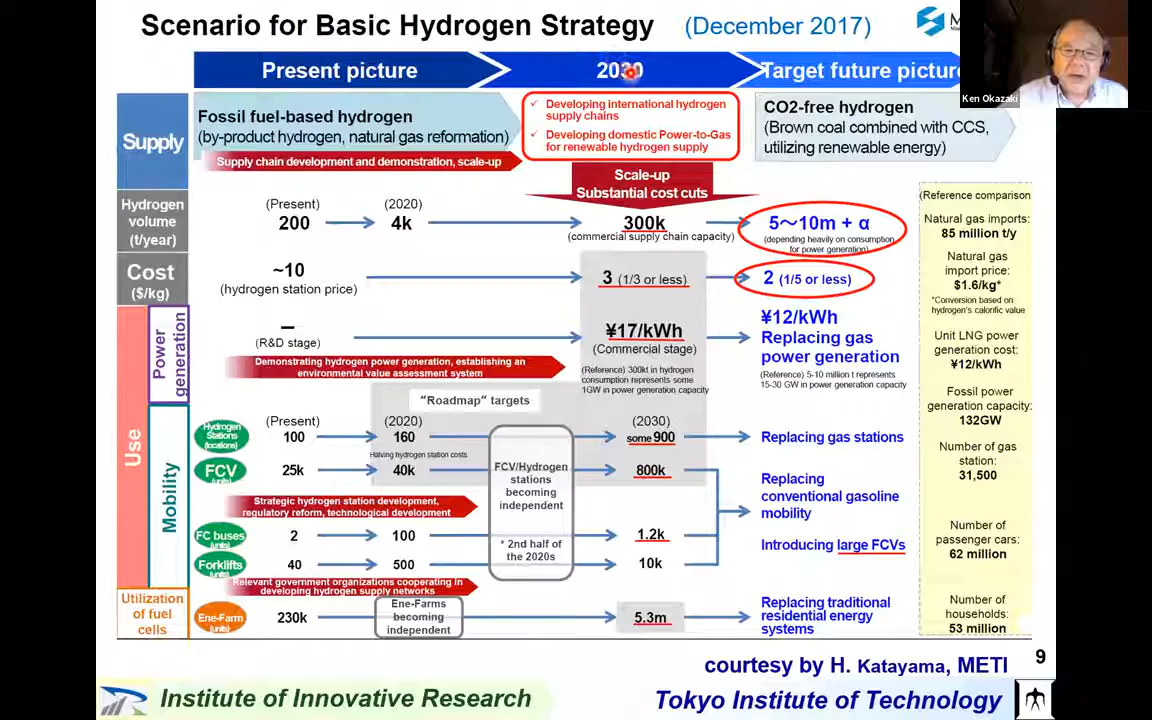 Scenario for Basic Hydrogen Strategy (December 2017)
Present picture
2030
Target future pictur
Ken Okazaki
Supply
Fossil fuel-based hydrogen
(by-product hydrogen, natural gas reformation)
Supply chain development and demonstration, scale-up
✓ Developing international hydrogen
supply chains
✓ Developing domestic Power-to-Gas
for renewable hydrogen supply
CO2-free hydrogen
(Brown coal combined with CCS,
utilizing renewable energy)
Scale-up
Substantial cost cuts
Hydrogen
volume
(t/year)
(Present)
200
(2020)
4k
300k
(commercial supply chain capacity)
5～10m + α
(depending heavily on consumption
for power generation)
Cost
($/kg)
~10
(hydrogen station price)
3 (1/3 or less)
2 (1/5 or less)
Use
Power
generation
–
(R&D stage)
¥17/kWh
(Commercial stage)
(Reference) 300kt in hydrogen
consumption represents some
1GW in power generation capacity
¥12/kWh
Replacing gas
power generation
(Reference) 5-10 million t represents
15-30 GW in power generation capacity
Demonstrating hydrogen power generation, establishing an
environmental value assessment system
"Roadmap" targets
Mobility
Hydrogen
Stations
(locations)
(Present)
100
(2020)
160
Halving hydrogen station costs
(2030)
some 900
Replacing gas stations
FCV
(units)
25k
40k
800k
FCV/Hydrogen
stations
becoming
independent
* 2nd half of
the 2020s
Replacing
conventional gasoline
mobility
Introducing large FCVs
Strategic hydrogen station development,
regulatory reform, technological development
FC buses
(units)
2
100
1.2k
Forklifts
(units)
40
500
10k
Relevant government organizations cooperating in
developing hydrogen supply networks
Utilization
of fuel
cells
Ene-Farm
(units)
230k
Ene-Farms
becoming
independent
5.3m
Replacing traditional
residential energy
systems
(Reference comparison
Natural gas imports:
85 million t/y
Natural gas
import price:
$1.6/kg*
*Conversion based on
hydrogen's calorific value
Unit LNG power
generation cost:
¥12/kWh
Fossil power
generation capacity:
132GW
Number of gas
station:
31,500
Number of
passenger cars:
62 million
Number of
households:
53 million
courtesy by H. Katayama, METI
9
Institute of Innovative Research
Tokyo Institute of Technology